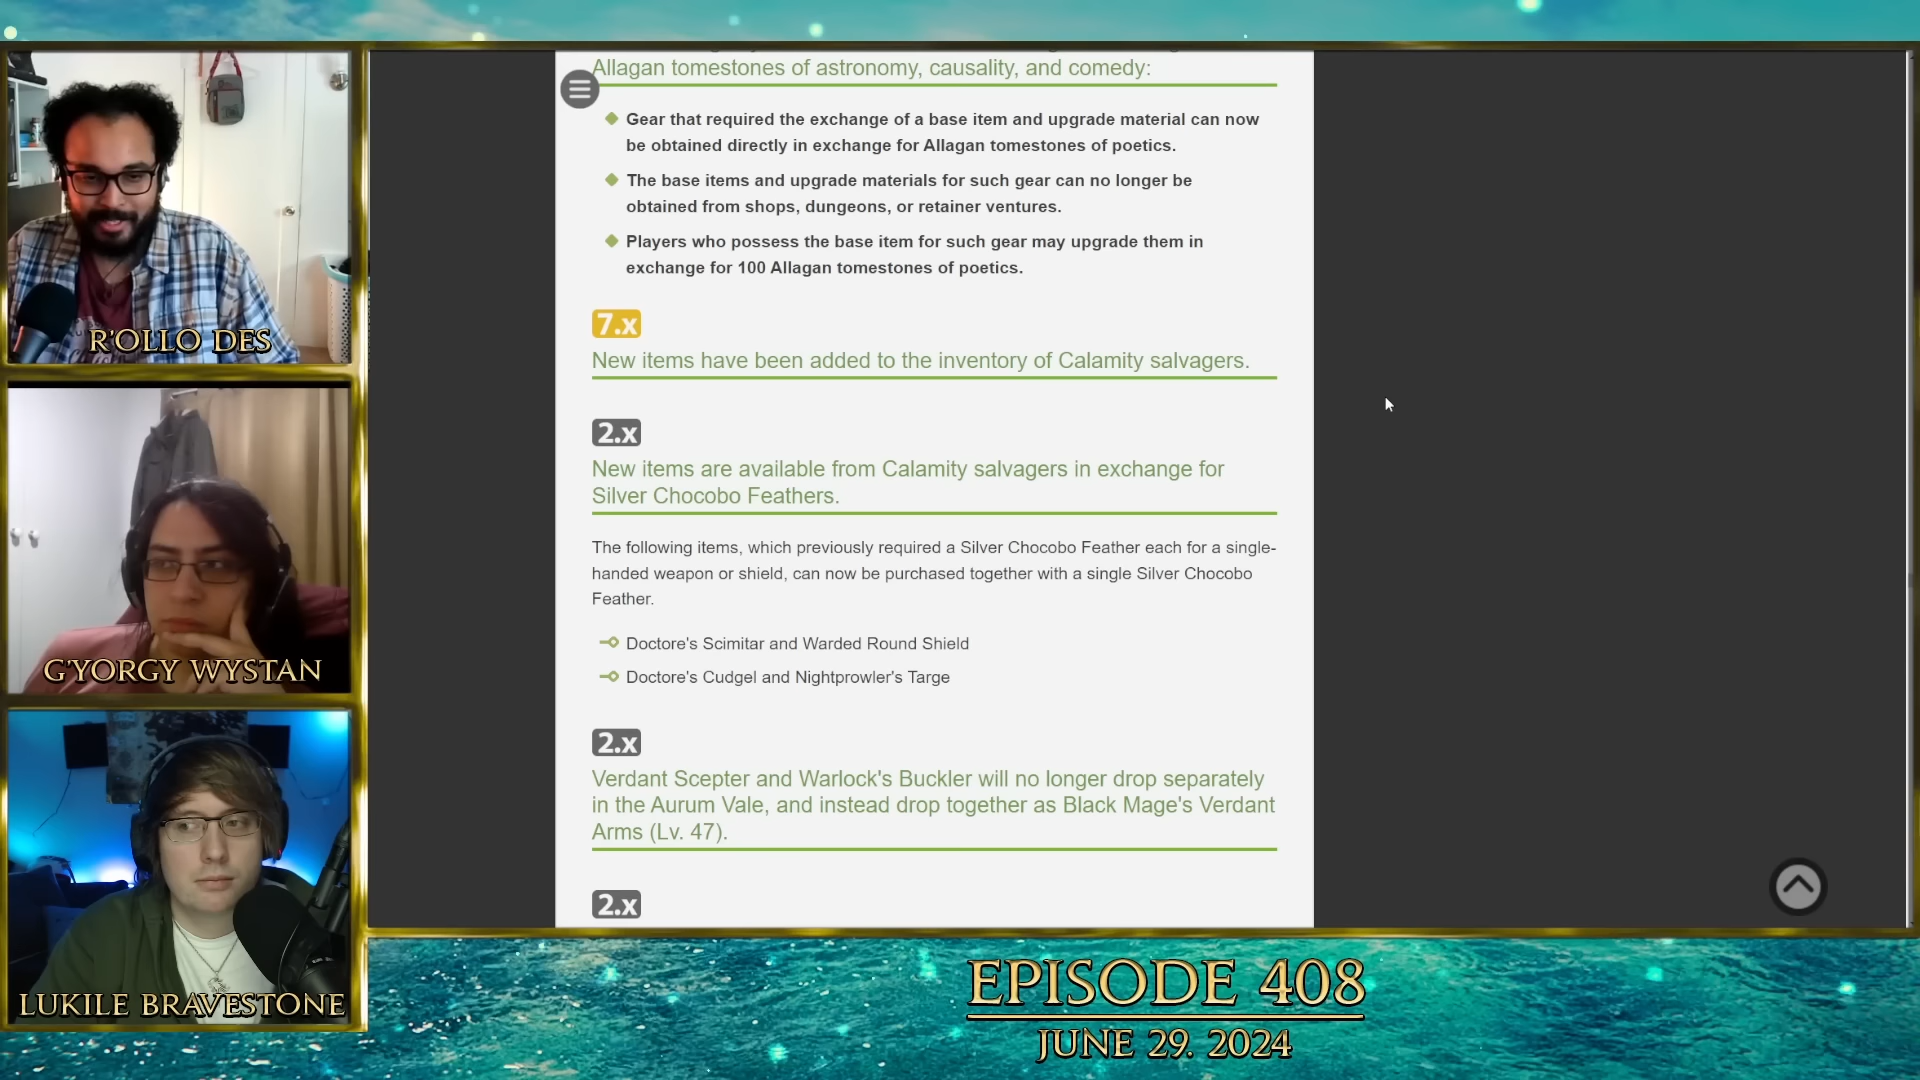 Allagan tomestones of astronomy, causality, and comedy:
Gear that required the exchange of a base item and upgrade material can now
be obtained directly in exchange for Allagan tomestones of poetics.
The base items and upgrade materials for such gear can no longer be
obtained from shops, dungeons, or retainer ventures.
Players who possess the base item for such gear may upgrade them in
exchange for 100 Allagan tomestones of poetics.
7.x
New items have been added to the inventory of Calamity salvagers.
2.x
New items are available from Calamity salvagers in exchange for
Silver Chocobo Feathers.
The following items, which previously required a Silver Chocobo Feather each for a single-
handed weapon or shield, can now be purchased together with a single Silver Chocobo
Feather.
Doctore's Scimitar and Warded Round Shield
Doctore's Cudgel and Nightprowler's Targe
2.x
Verdant Scepter and Warlock's Buckler will no longer drop separately
in the Aurum Vale, and instead drop together as Black Mage's Verdant
Arms (Lv. 47).
2.x
R'OLLO DES
G'YORGY WYSTAN
LUKILE BRAVESTONE
EPISODE 408
JUNE 29. 2024